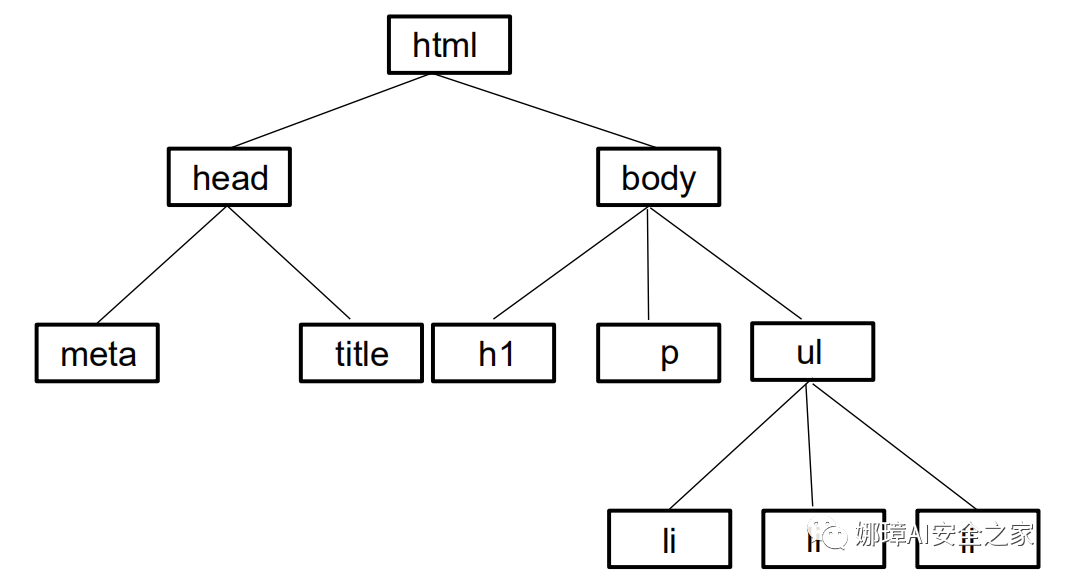 html
head body
meta title h1 p ul
li li li
娜璋AI安全之家